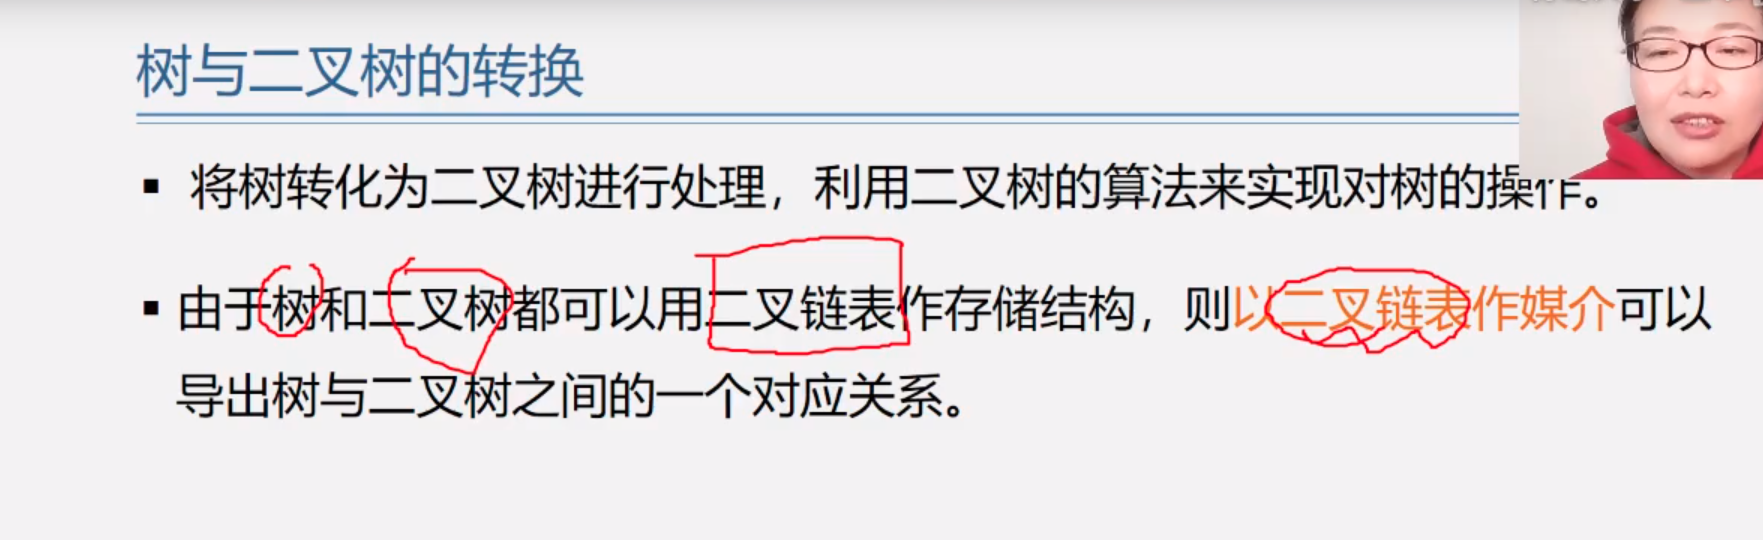 树与二叉树的转换
▪ 将树转化为二叉树进行处理，利用二叉树的算法来实现对树的操作。
▪ 由于树和二叉树都可以用二叉链表作存储结构，则以二叉链表作媒介可以
导出树与二叉树之间的一个对应关系。